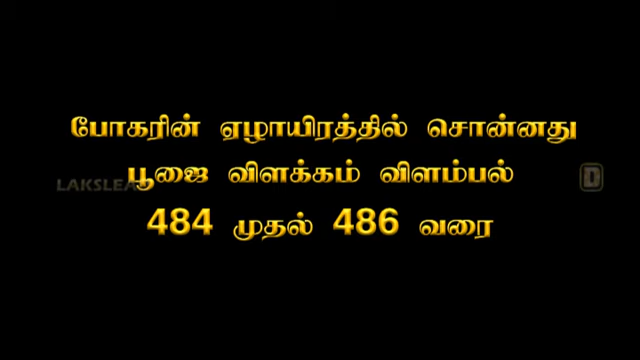 போகரின் ஏழாயிரத்தில் சொன்னது
பூஜை விளக்கம் விளம்பல்
484 முதல் 486 வரை
D